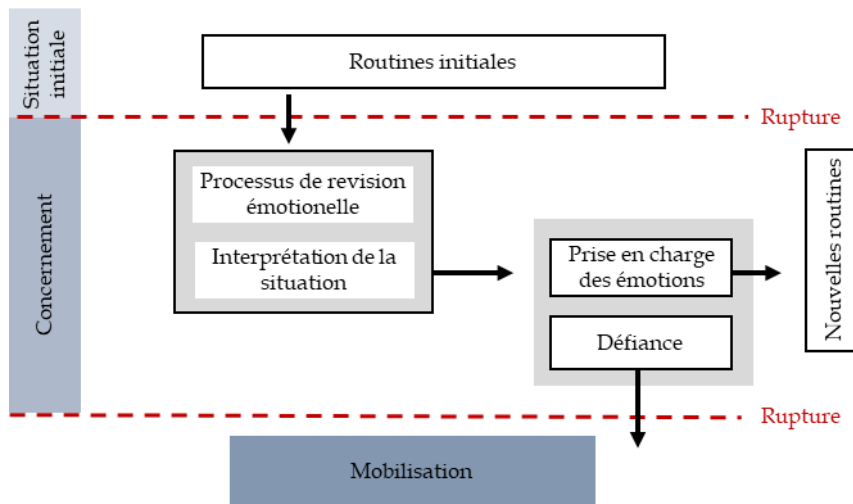 Situation
initiale
Routines initiales
Rupture
Concernement
Processus de revision
émotionelle
Interprétation de la
situation
Prise en charge
des émotions
Défiance
Nouvelles routines
Rupture
Mobilisation